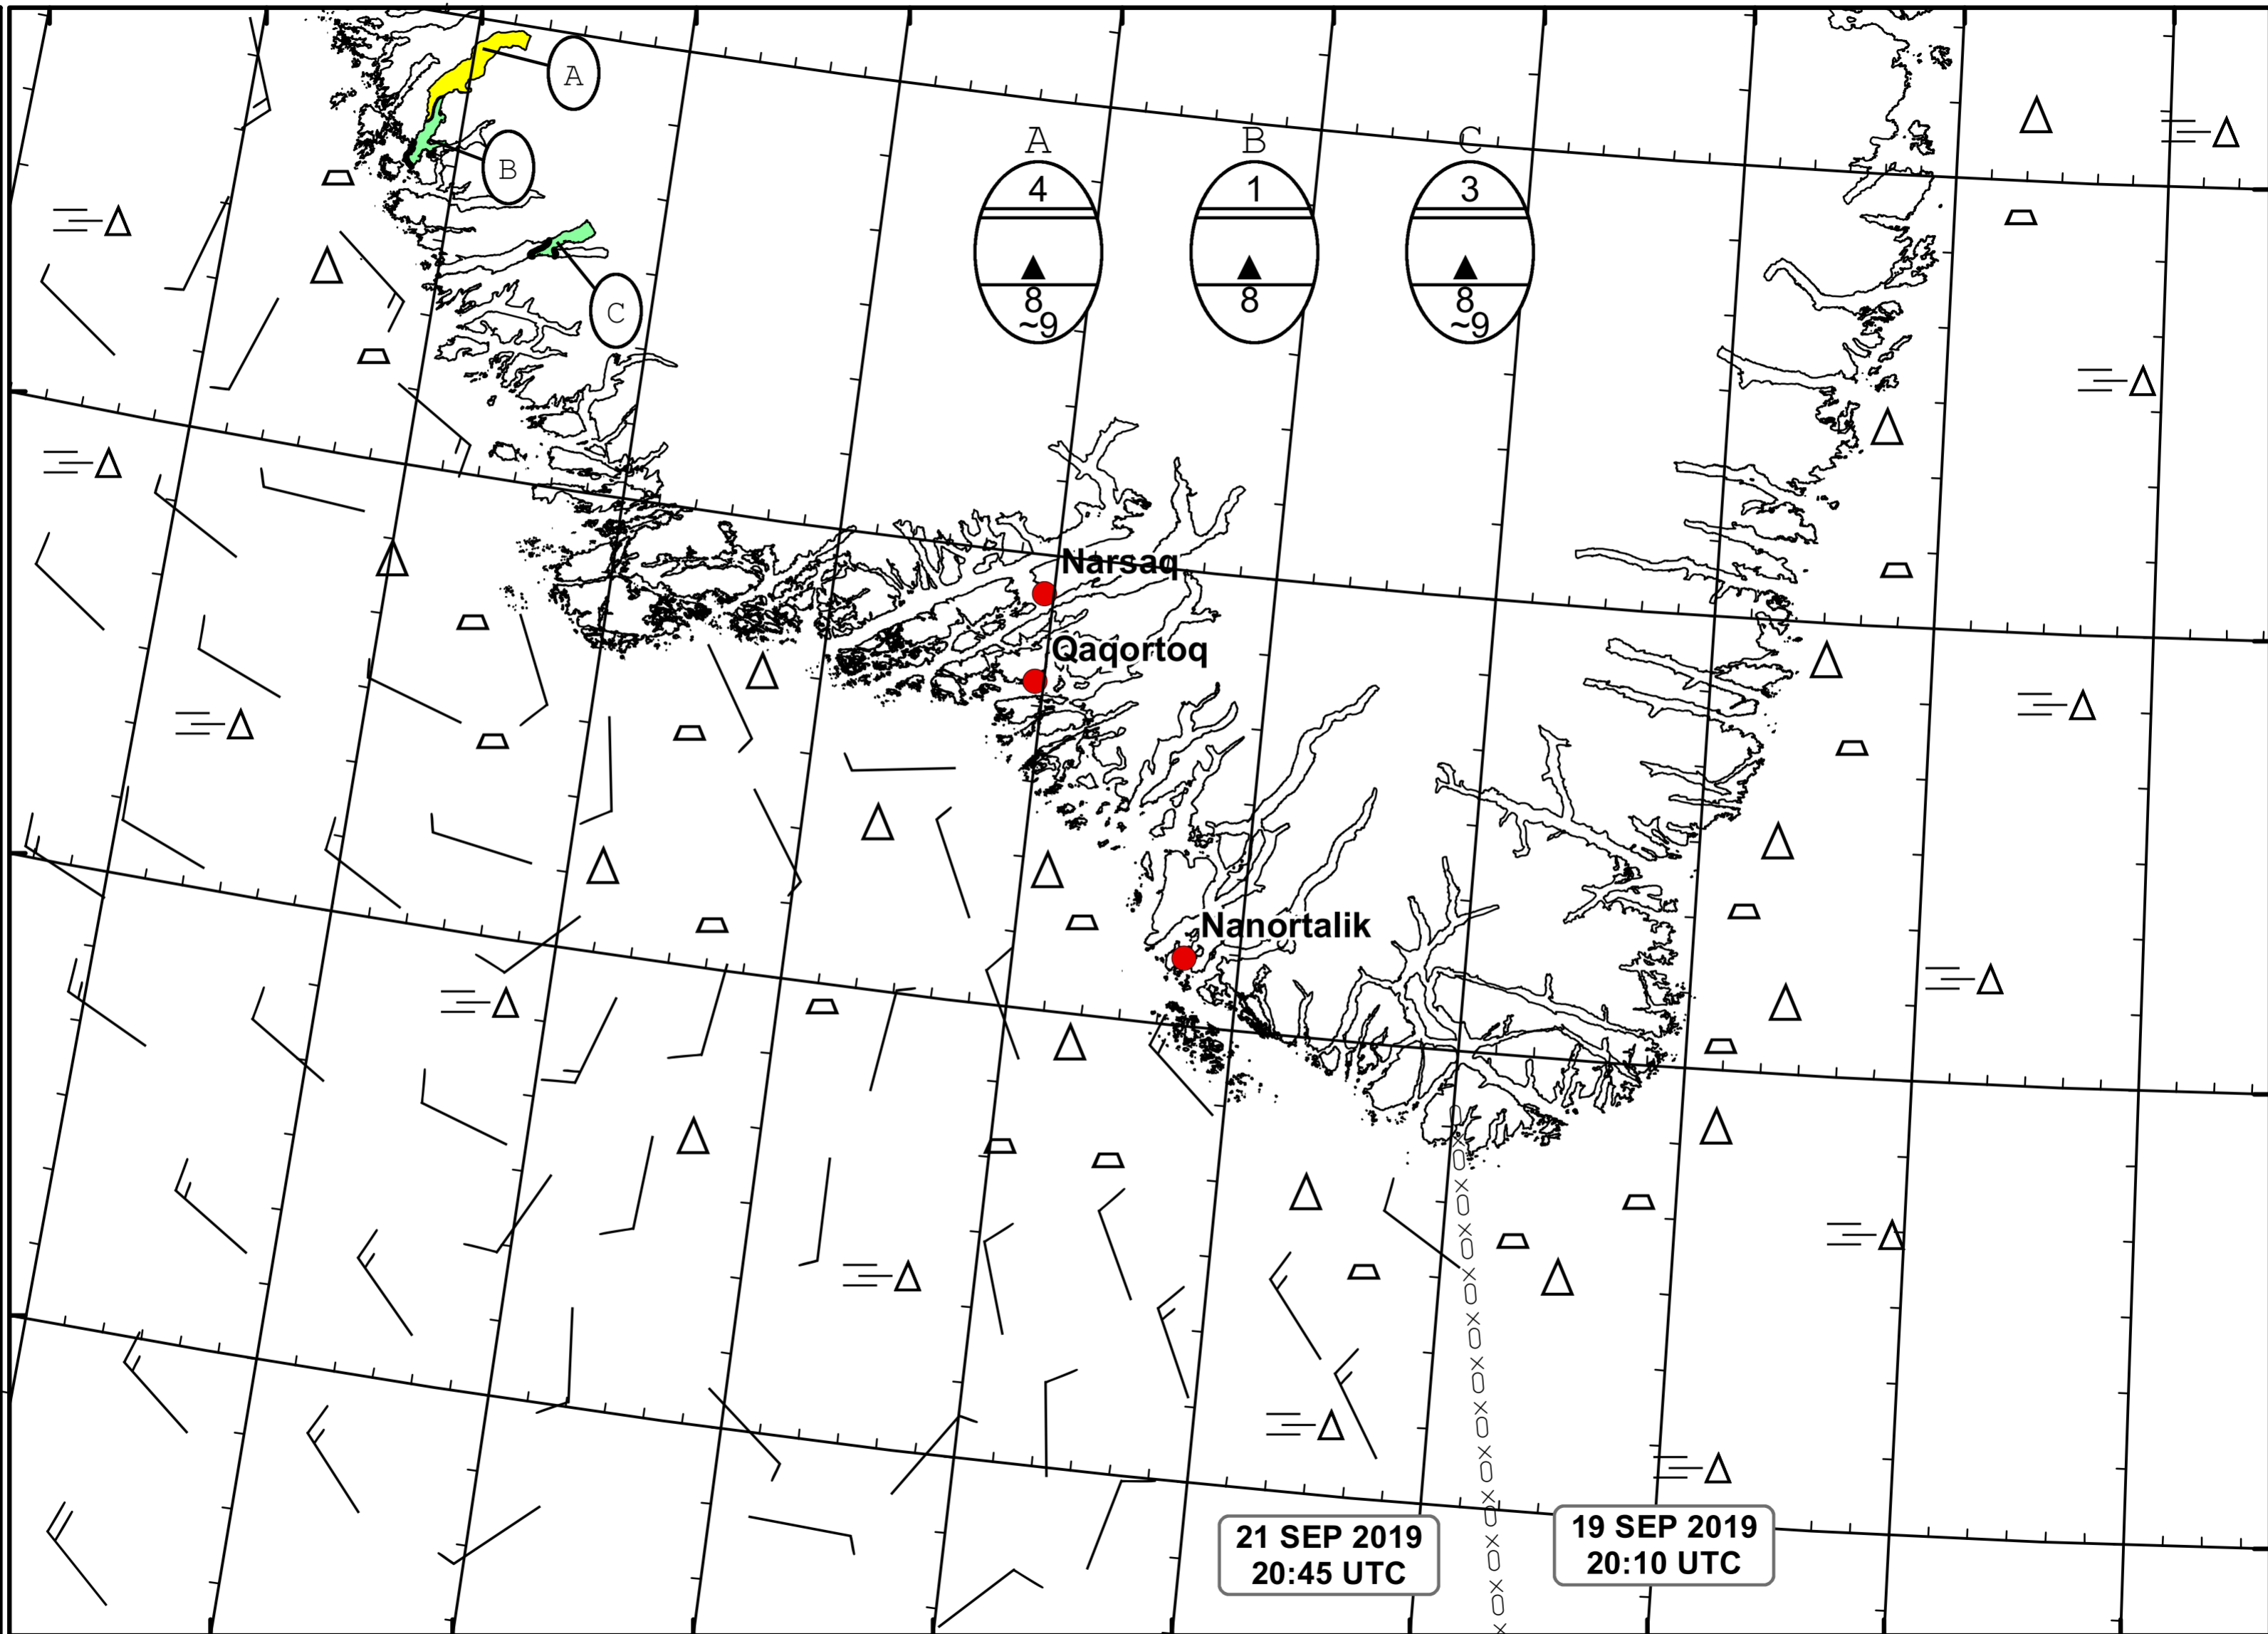 A
B
C
A
B
C
4
8
~9
1
8
3
8
~9
Narsaq
Qaqortoq
Nanortalik
21 SEP 2019
20:45 UTC
19 SEP 2019
20:10 UTC